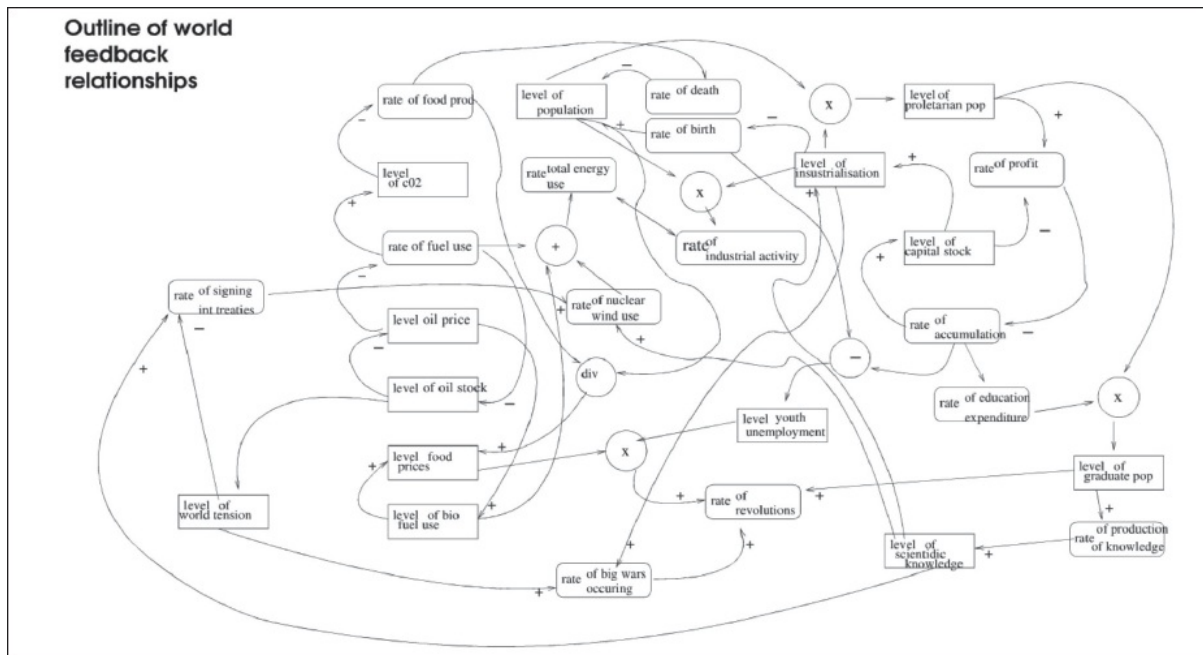 Outline of world
feedback
relationships
rate of food prod
level of
population
rate of death
rate of birth
x
level of
proletarian pop
+
rate of profit
level
of c02
rate total energy
use
x
level of
insustrialisation
rate of fuel use
+
rate of
industrial activity
level of
capital stock
rate of signing
int treaties
rate of nuclear
wind use
level oil price
rate of
accumulation
level of oil stock
div
–
rate of education
expenditure
x
level youth
unemployment
level food
prices
x
level of
graduate pop
level of
world tension
level of bio
fuel use
rate of
revolutions
rate of production
of knowledge
level of
scientidic
knowledge
rate of big wars
occuring